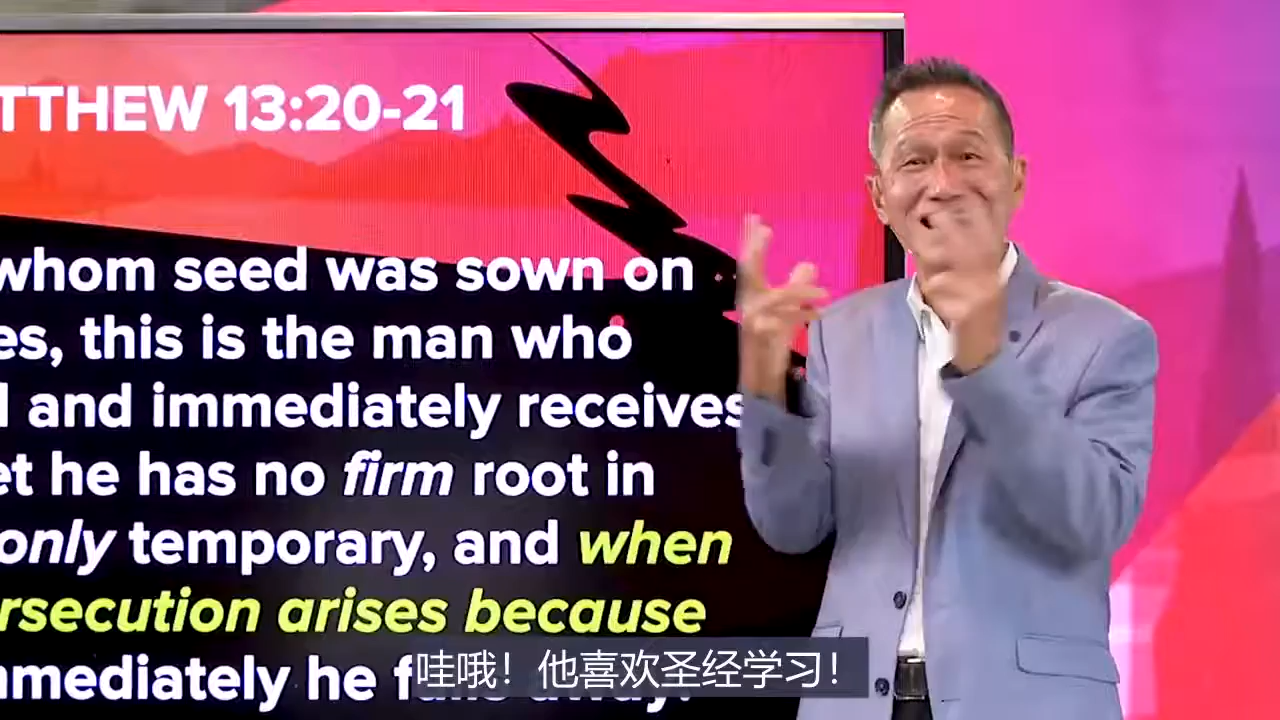 TTHEW 13:20-21
whom seed was sown on
es, this is the man who
and immediately receives
et he has no firm root in
only temporary, and when
rsecution arises because
mmediately he
哇哦！他喜欢圣经学习！